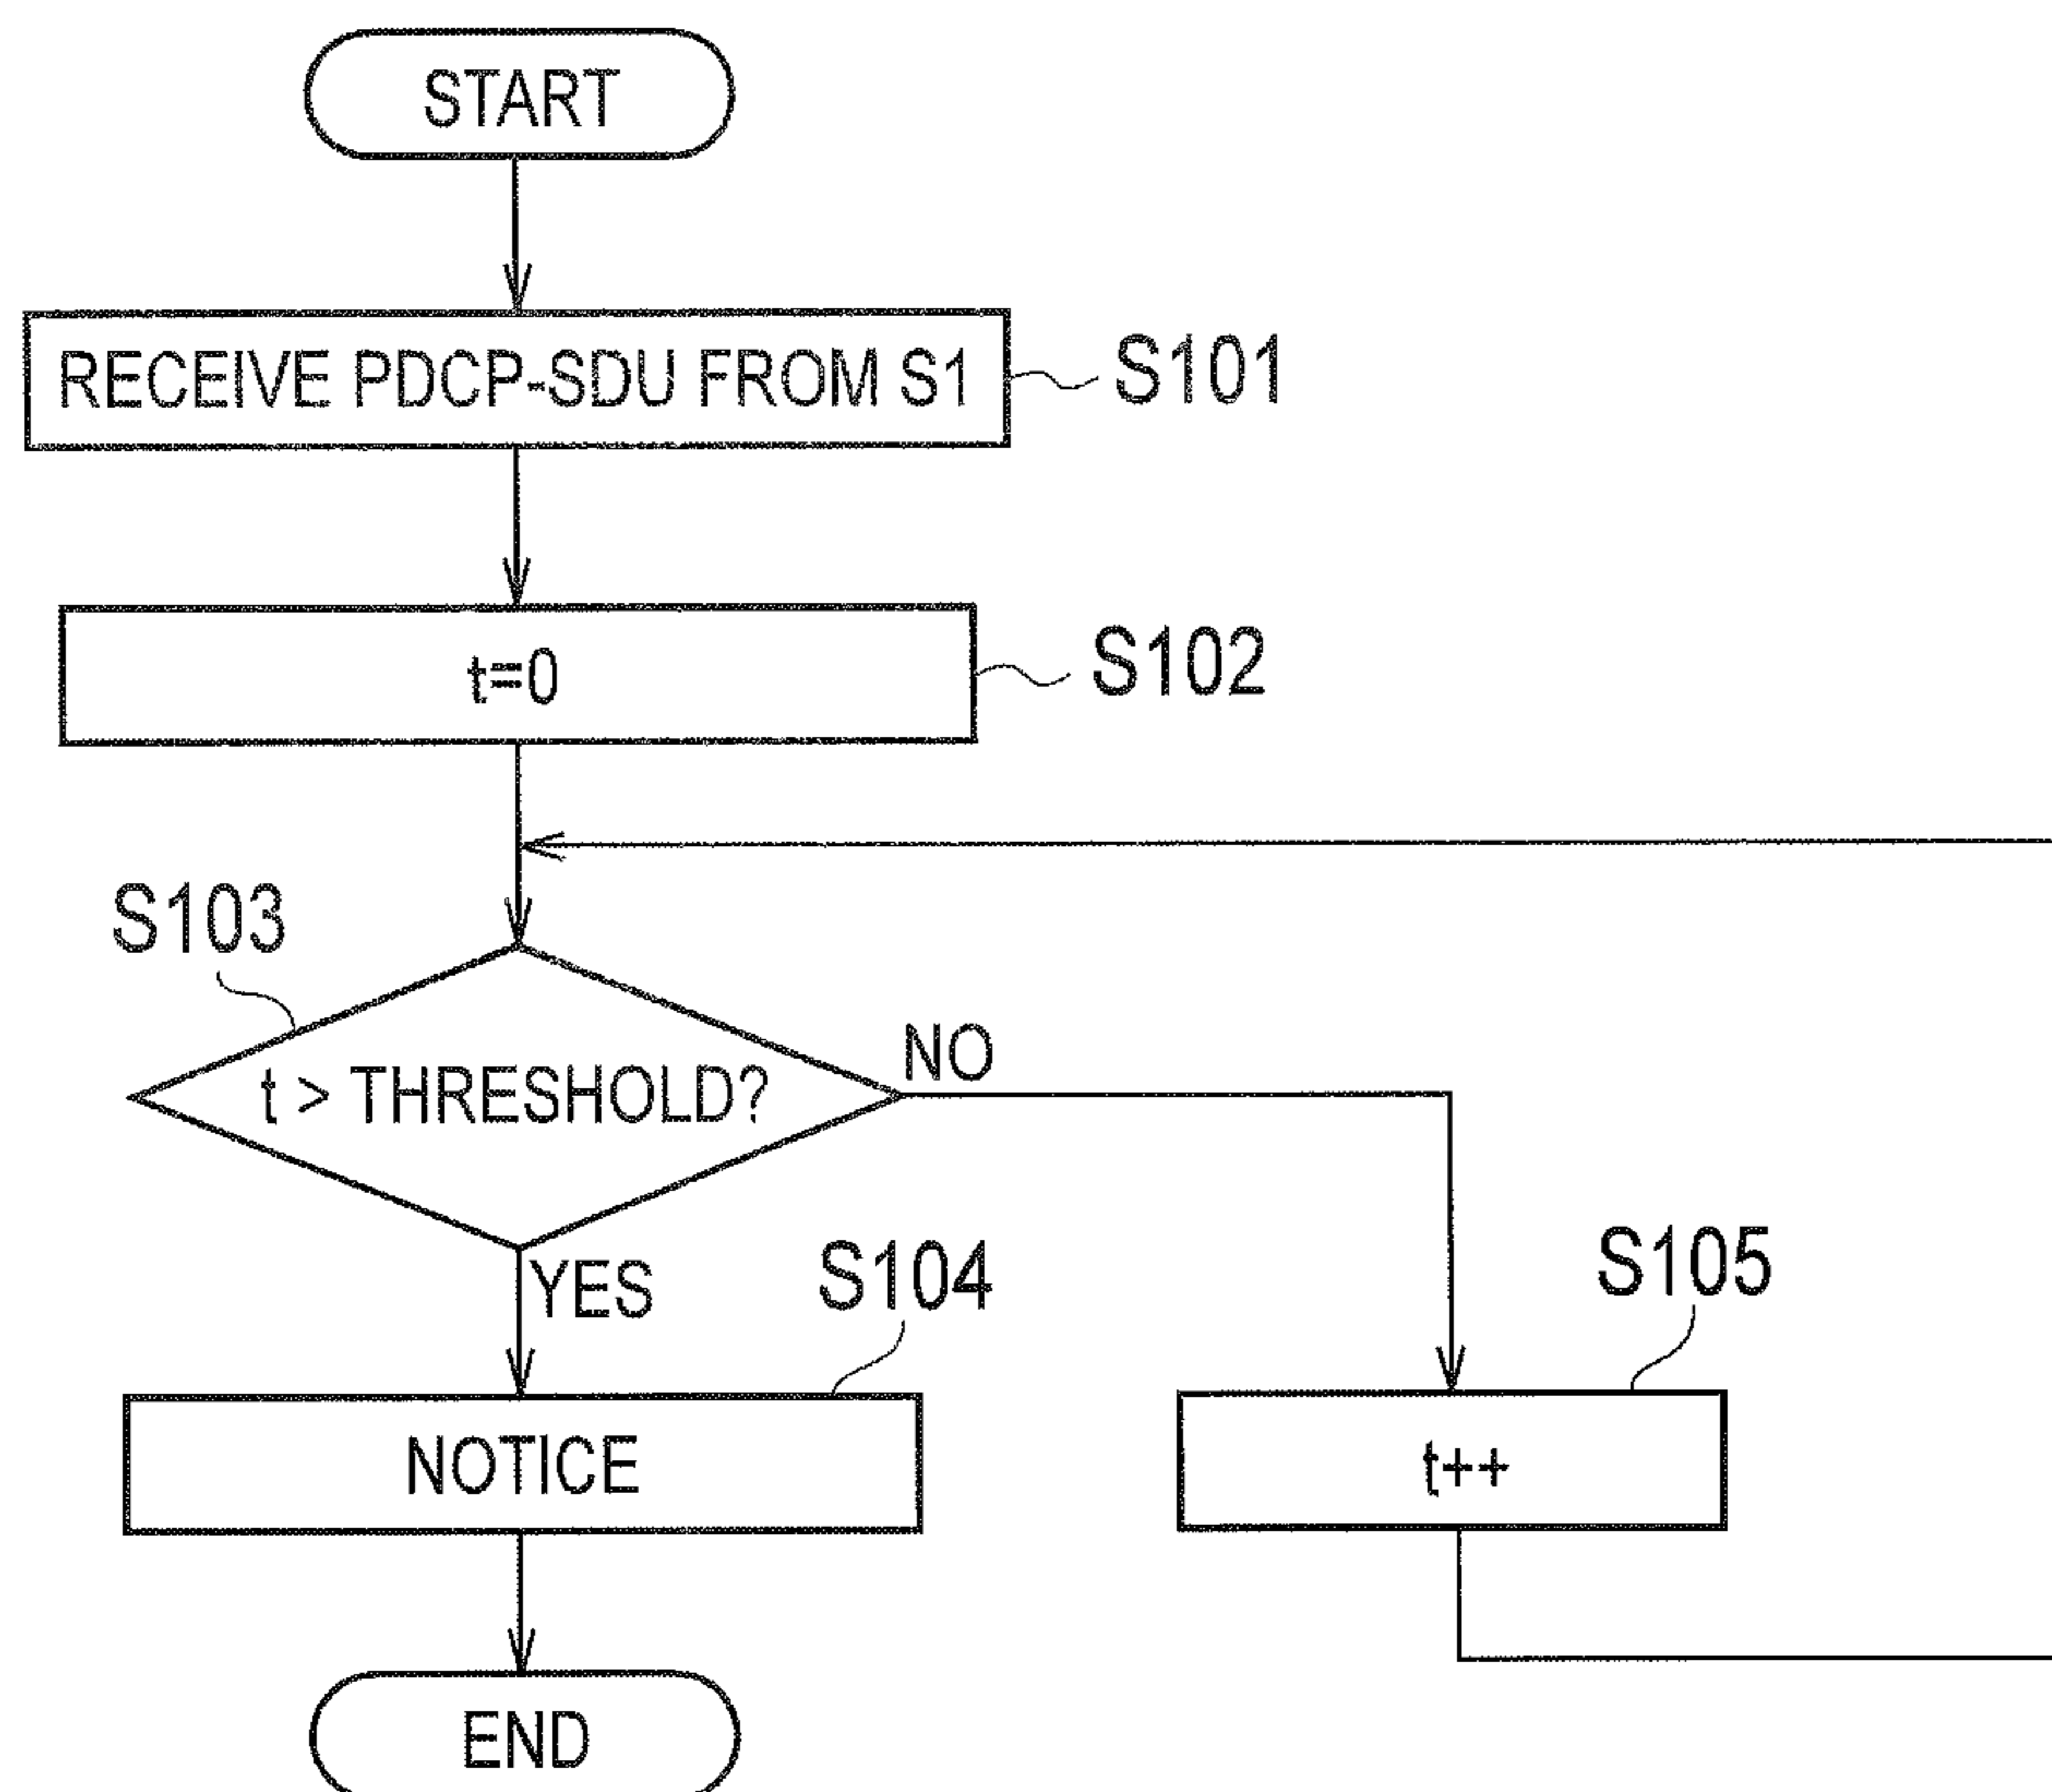 START
RECEIVE PDCP-SDU FROM S1
S101
t=0
S102
S103
t > THRESHOLD?
NO
YES
S104
S105
NOTICE
t++
END